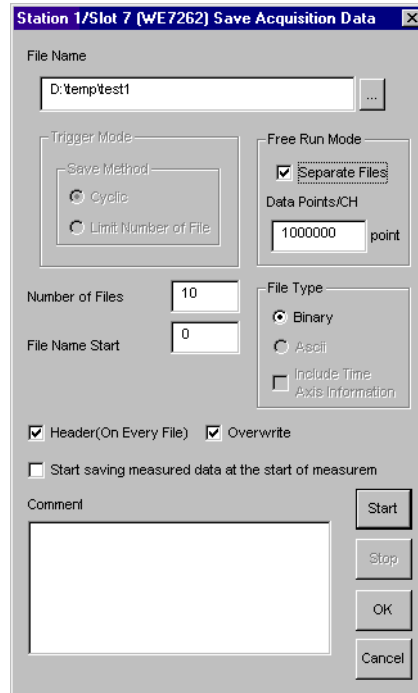 Station 1/Slot 7 (WE7262) Save Acquisition Data
File Name
D:\temp\test1
...
Trigger Mode
Save Method
Cyclic
Limit Number of File
Free Run Mode
Separate Files
Data Points/CH
1000000 point
Number of Files 10
File Name Start 0
File Type
Binary
Ascii
Include Time
Axis Information
Header(On Every File) Overwrite
Start saving measured data at the start of measurem
Comment
Start
Stop
OK
Cancel